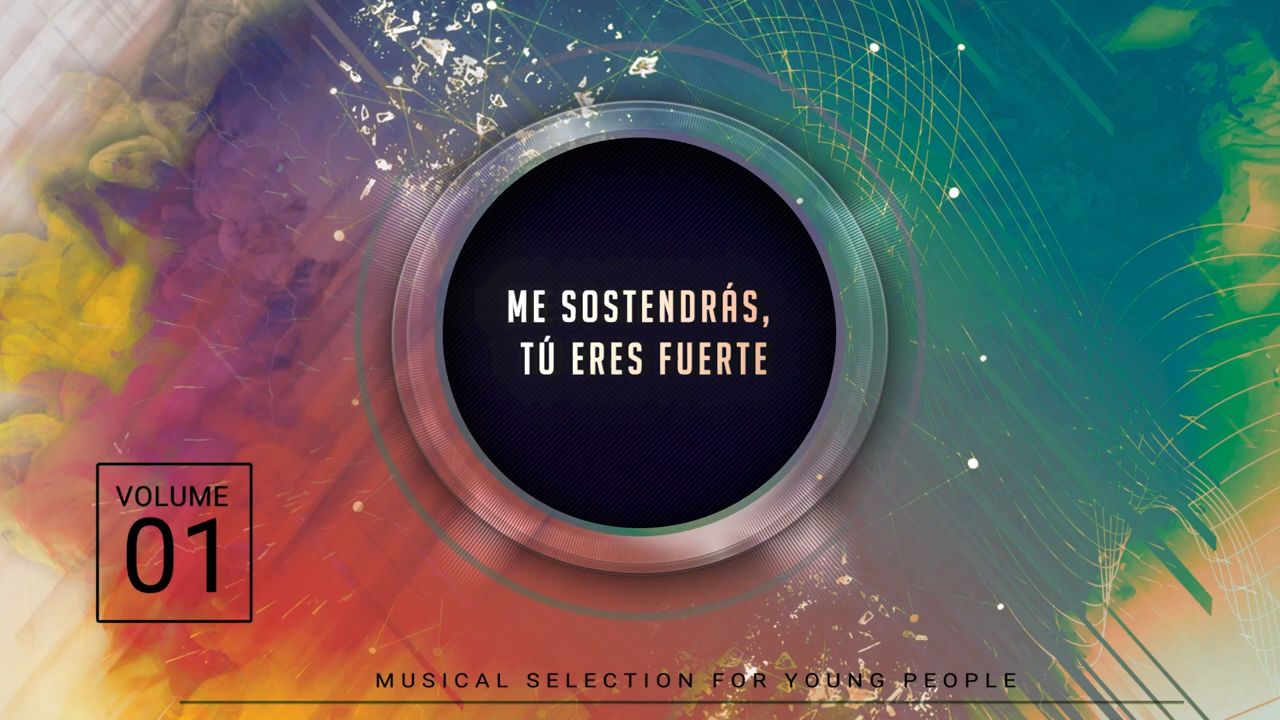 ME SOSTENDRÁS,
TÚ ERES FUERTE
VOLUME
01
MUSICAL SELECTION FOR YOUNG PEOPLE